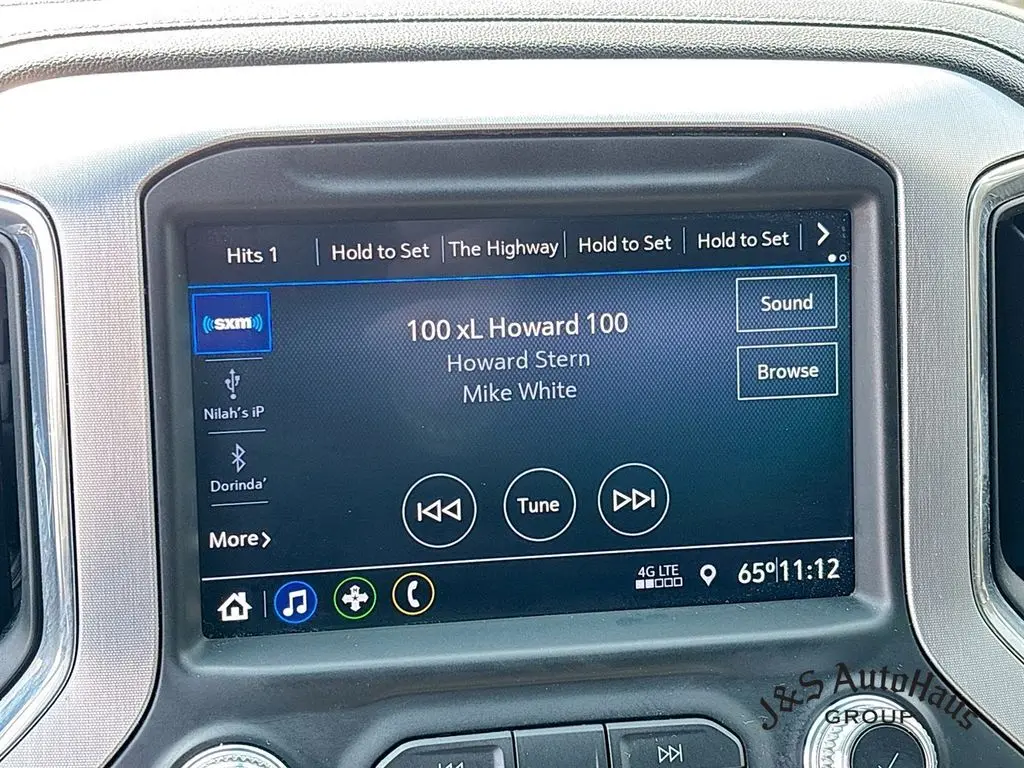 Hits 1
Hold to Set
The Highway
Hold to Set
Hold to Set
sxm
Nilah's iP
Dorinda'
More
100 xL Howard 100
Howard Stern
Mike White
Sound
Browse
Tune
4G LTE
65º 11:12
J&S AutoHaus
GROUP